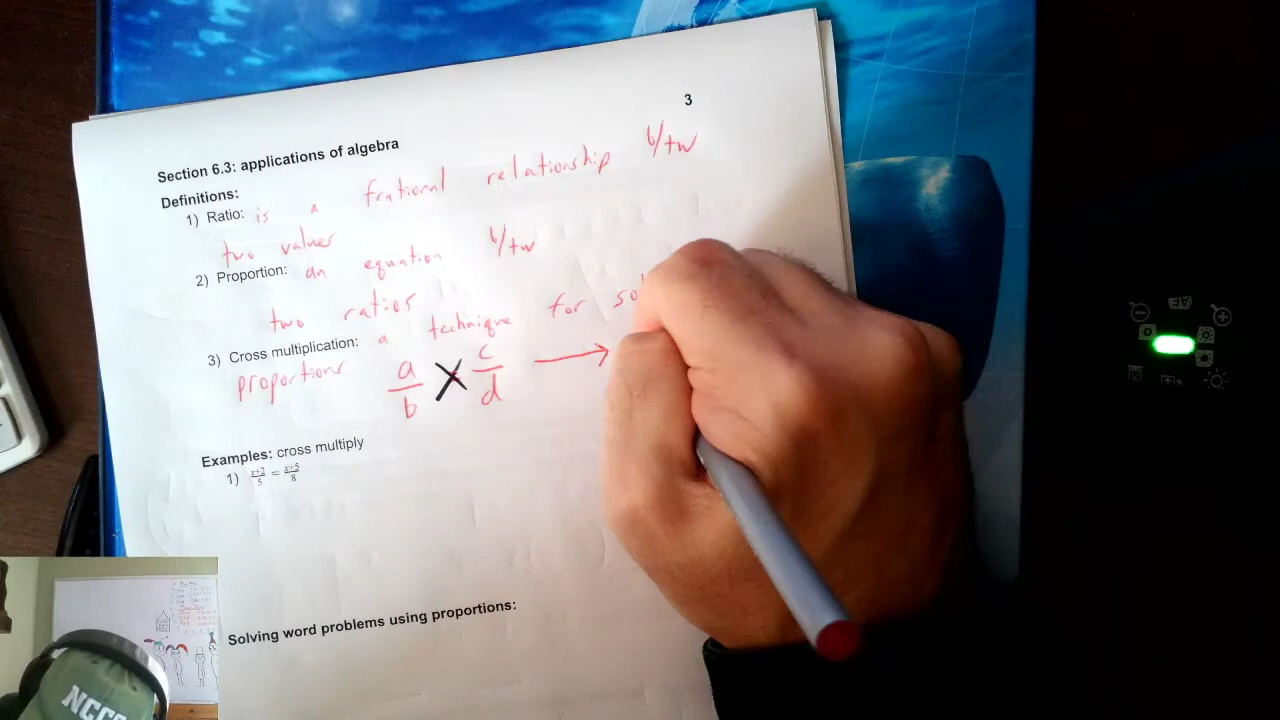 3
Section 6.3: applications of algebra
Definitions:
1) Ratio: is a frational relationship b/tw
two values
2) Proportion: an equation b/tw
two ratios
3) Cross multiplication: a technique for
proportions a/b X c/d →
Examples: cross multiply
1) x+2/5 = x+5/8
Solving word problems using proportions:
AF